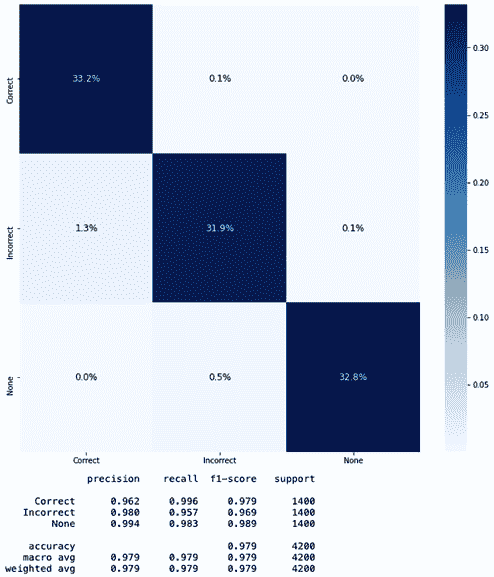 Correct 33.2% 0.1% 0.0%
Incorrect 1.3% 31.9% 0.1%
None 0.0% 0.5% 32.8%
Correct Incorrect None
0.30
0.25
0.20
0.15
0.10
0.05
precision recall f1-score support
Correct 0.962 0.996 0.979 1400
Incorrect 0.980 0.957 0.969 1400
None 0.994 0.983 0.989 1400
accuracy 0.979 4200
macro avg 0.979 0.979 0.979 4200
weighted avg 0.979 0.979 0.979 4200